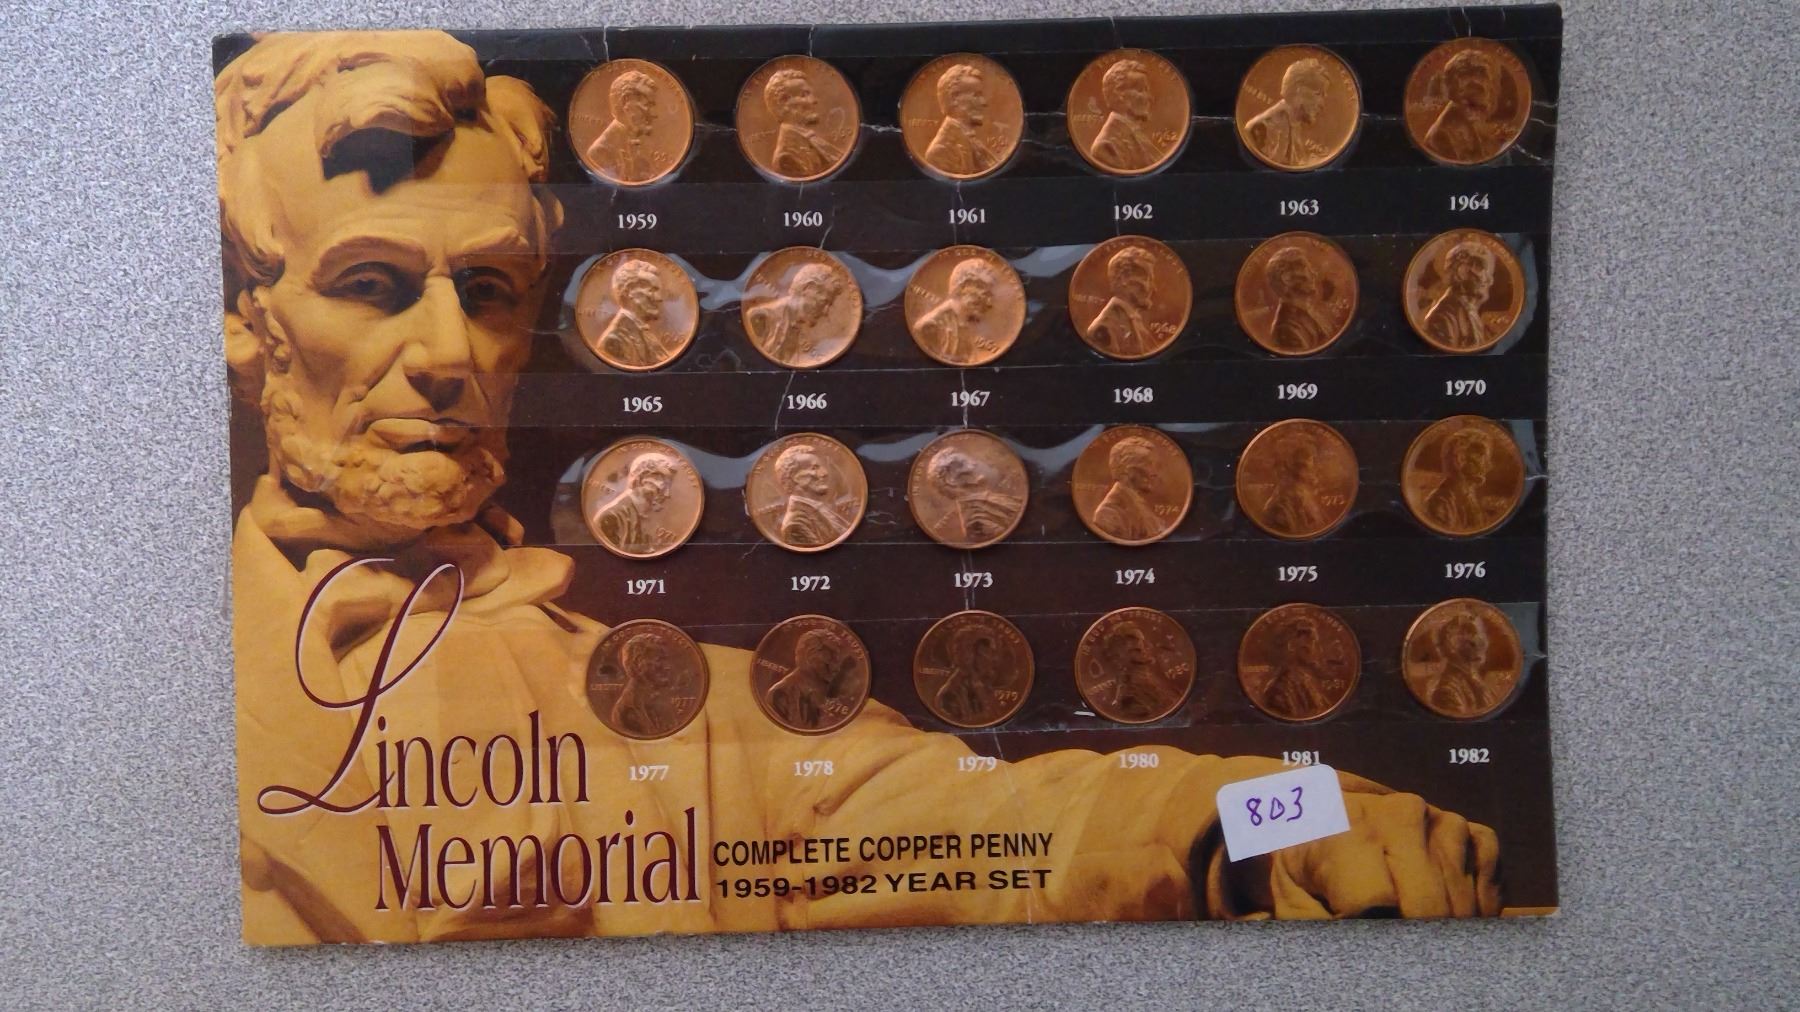 1959 1960 1961 1962 1963 1964
1965 1966 1967 1968 1969 1970
1971 1972 1973 1974 1975 1976
1977 1978 1979 1980 1981 1982
803
Lincoln
Memorial
COMPLETE COPPER PENNY
1959-1982 YEAR SET